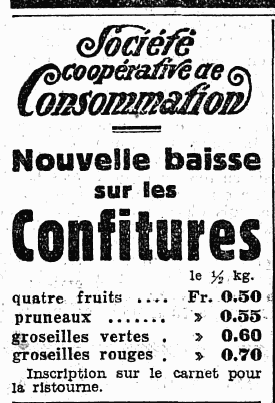 Société
coopérative de
Consommation
Nouvelle baisse
sur les
Confitures
le ½ kg.
quatre fruits .... Fr. 0.50
pruneaux ....... » 0.55
groseilles vertes . » 0.60
groseilles rouges . » 0.70
Inscription sur le carnet pour
la ristourne.